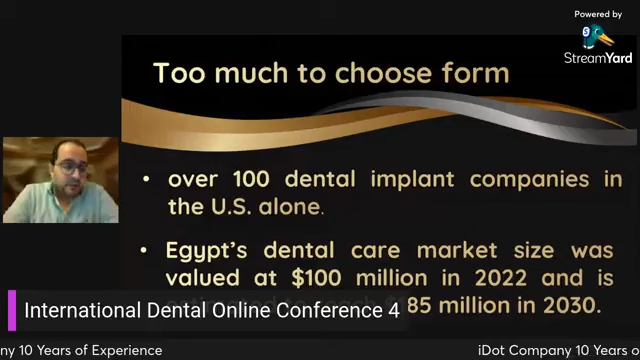 Powered by
StreamYard
Too much to choose form
• over 100 dental implant companies in
the U.S. alone.
• Egypt's dental care market size was
valued at $100 million in 2022 and is
85 million in 2030.
International Dental Online Conference 4
ny 10 Years of Experience
iDot Company 10 Years o